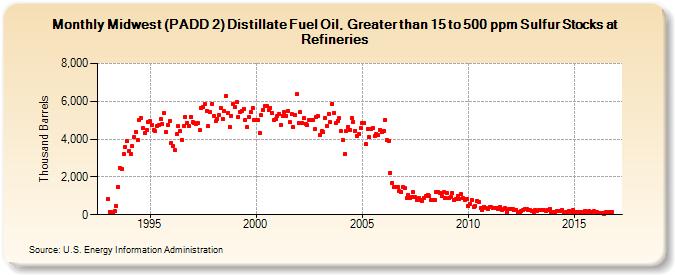 Monthly Midwest (PADD 2) Distillate Fuel Oil, Greater than 15 to 500 ppm Sulfur Stocks at
Refineries
Thousand Barrels
8,000
6,000
4,000
2,000
0
1995 2000 2005 2010 2015
Source: U.S. Energy Information Administration